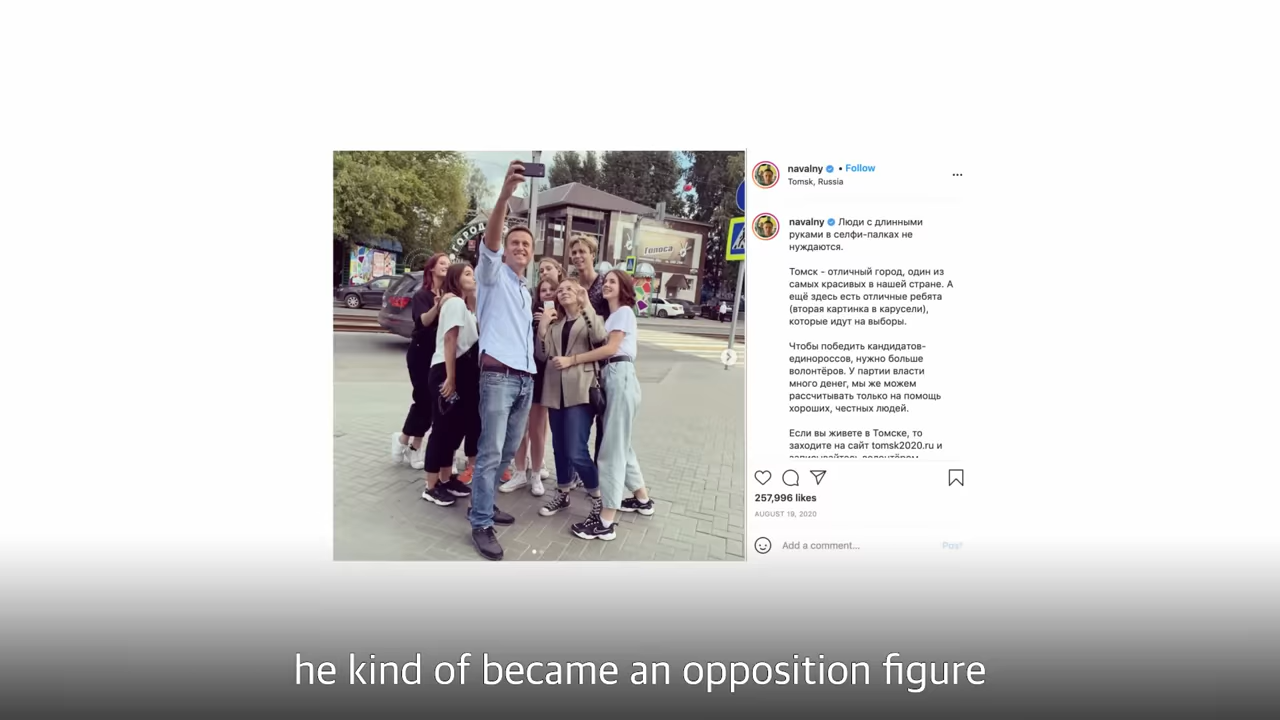 ГОРОД
Голоса
navalny • Follow
Tomsk, Russia
navalny Люди с длинными
руками в селфи-палках не
нуждаются.
Томск - отличный город, один из
самых красивых в нашей стране. А
ещё здесь есть отличные ребята
(вторая картинка в карусели),
которые идут на выборы.
Чтобы победить кандидатов-
единороссов, нужно больше
волонтёров. У партии власти
много денег, мы же можем
рассчитывать только на помощь
хороших, честных людей.
Если вы живете в Томске, то
заходите на сайт tomsk2020.ru и
записывайтесь волонтёром
257,996 likes
AUGUST 19, 2020
Add a comment...
Post
he kind of became an opposition figure